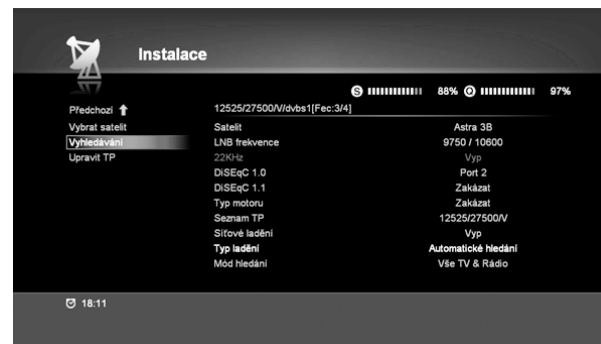 Instalace
S 88% Q 97%
Předchozí
12525/27500/V/dvbs1[Fec:3/4]
Vybrat satelit
Satelit Astra 3B
Vyhledávání
LNB frekvence 9750 / 10600
Upravit TP
22KHz Vyp
DiSEqC 1.0 Port 2
DiSEqC 1.1 Zakázat
Typ motoru Zakázat
Seznam TP 12525/27500/V
Síťové ladění Vyp
Typ ladění Automatické hledání
Mód hledání Vše TV & Rádio
18:11